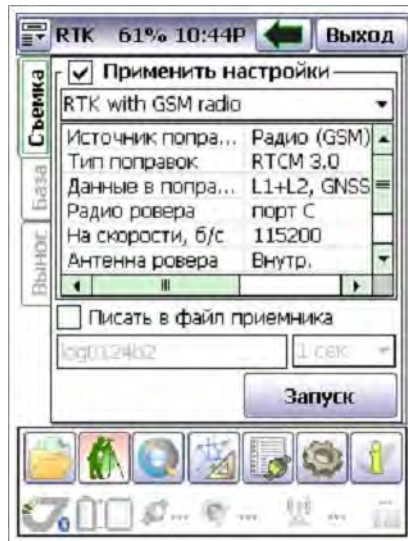 RTK 61% 10:44P Выход
Съемка
База
Вынос
Применить настройки
RTK with GSM radio
Источник попра... Радио (GSM)
Тип поправок RTCM 3.0
Данные в попра... L1+L2, GNSS
Радио ровера порт C
На скорости, б/с 115200
Антенна ровера Внутр.
Писать в файл приемника
log0124b2 1 сек
Запуск